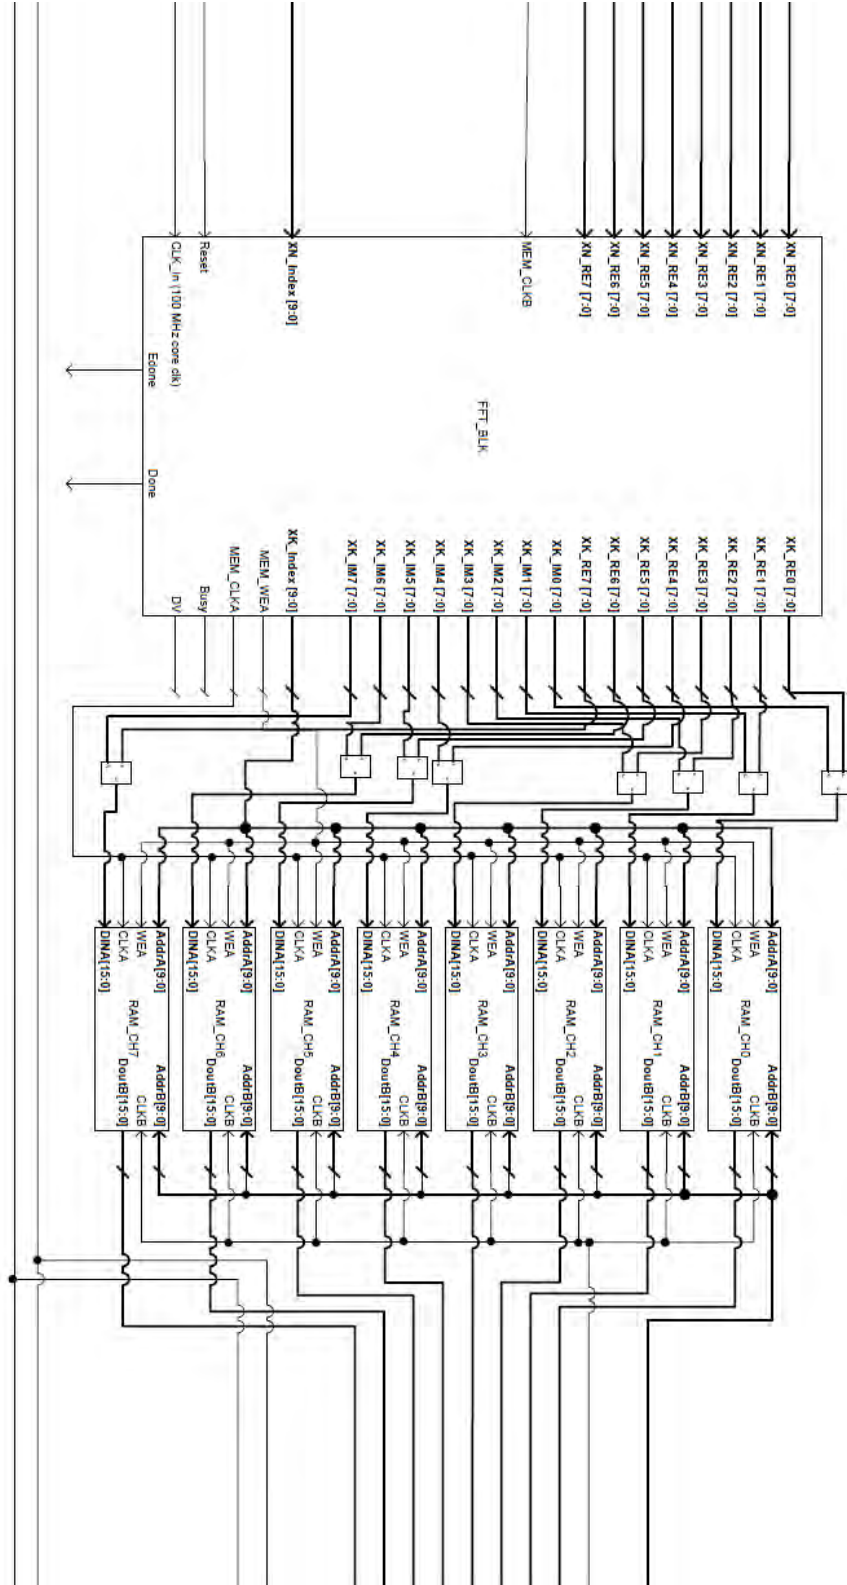 XN_RE0 [7:0]
XN_RE1 [7:0]
XN_RE2 [7:0]
XN_RE3 [7:0]
XN_RE4 [7:0]
XN_RE5 [7:0]
XN_RE6 [7:0]
XN_RE7 [7:0]
MEM_CLKB
XN_Index [9:0]
Reset
CLK_In (100 MHz core clk)
FFT_BLK
Edone
Done
XK_RE0 [7:0]
XK_RE1 [7:0]
XK_RE2 [7:0]
XK_RE3 [7:0]
XK_RE4 [7:0]
XK_RE5 [7:0]
XK_RE6 [7:0]
XK_RE7 [7:0]
XK_IM0 [7:0]
XK_IM1 [7:0]
XK_IM2 [7:0]
XK_IM3 [7:0]
XK_IM4 [7:0]
XK_IM5 [7:0]
XK_IM6 [7:0]
XK_IM7 [7:0]
XK_Index [9:0]
MEM_WEA
MEM_CLKA
Busy
DV
AddrA[9:0]
WEA
CLKA
DINA[15:0]
RAM_CH0
AddrB[9:0]
CLKB
DoutB[15:0]
AddrA[9:0]
WEA
CLKA
DINA[15:0]
RAM_CH1
AddrB[9:0]
CLKB
DoutB[15:0]
AddrA[9:0]
WEA
CLKA
DINA[15:0]
RAM_CH2
AddrB[9:0]
CLKB
DoutB[15:0]
AddrA[9:0]
WEA
CLKA
DINA[15:0]
RAM_CH3
AddrB[9:0]
CLKB
DoutB[15:0]
AddrA[9:0]
WEA
CLKA
DINA[15:0]
RAM_CH4
AddrB[9:0]
CLKB
DoutB[15:0]
AddrA[9:0]
WEA
CLKA
DINA[15:0]
RAM_CH5
AddrB[9:0]
CLKB
DoutB[15:0]
AddrA[9:0]
WEA
CLKA
DINA[15:0]
RAM_CH6
AddrB[9:0]
CLKB
DoutB[15:0]
AddrA[9:0]
WEA
CLKA
DINA[15:0]
RAM_CH7
AddrB[9:0]
CLKB
DoutB[15:0]